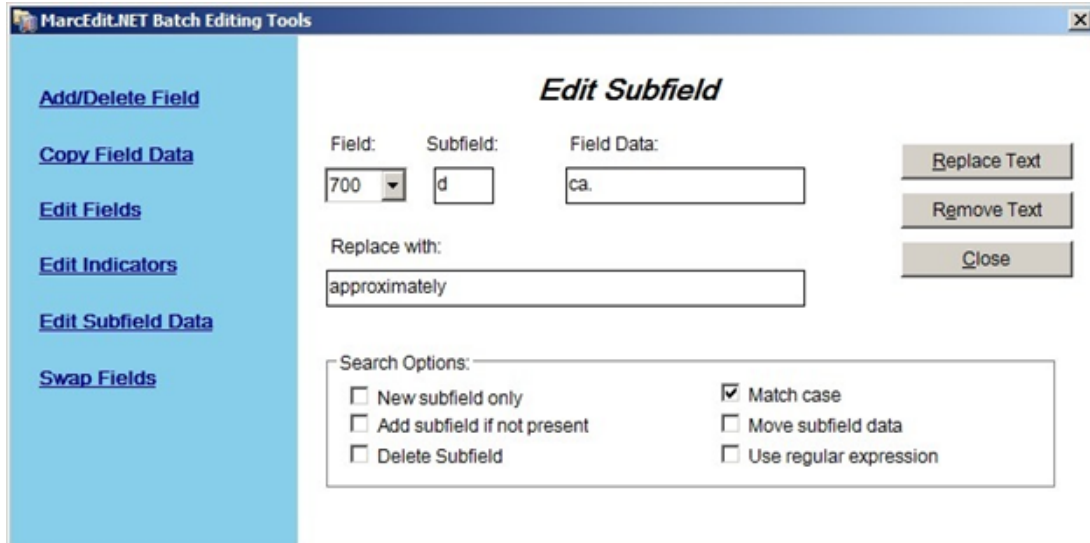 MarcEdit.NET Batch Editing Tools
Add/Delete Field
Copy Field Data
Edit Fields
Edit Indicators
Edit Subfield Data
Swap Fields
Edit Subfield
Field: Subfield: Field Data:
700 d ca.
Replace with:
approximately
Replace Text
Remove Text
Close
Search Options:
New subfield only
Add subfield if not present
Delete Subfield
Match case
Move subfield data
Use regular expression